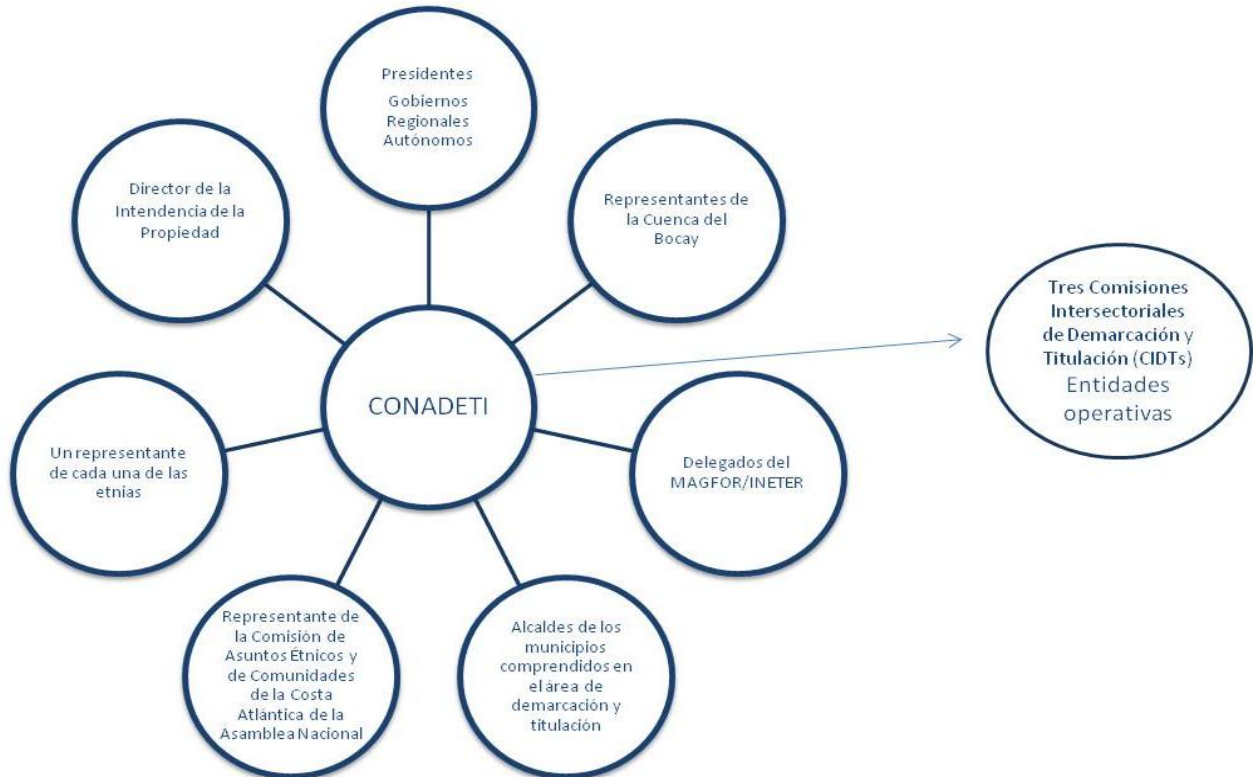 Presidentes
Gobiernos
Regionales
Autónomos
Director de la
Intendencia de la
Propiedad
Representantes de
la Cuenca del
Bocay
Tres Comisiones
Intersectoriales
de Demarcación y
Titulación (CIDTs)
Entidades
operativas
CONADETI
Un representante
de cada una de las
etnías
Delegados del
MAGFOR/INETER
Representante de
la Comisión de
Asuntos Étnicos y
de Comunidades
de la Costa
Atlántica de la
Asamblea Nacional
Alcaldes de los
municipios
comprendidos en
el área de
demarcación y
titulación